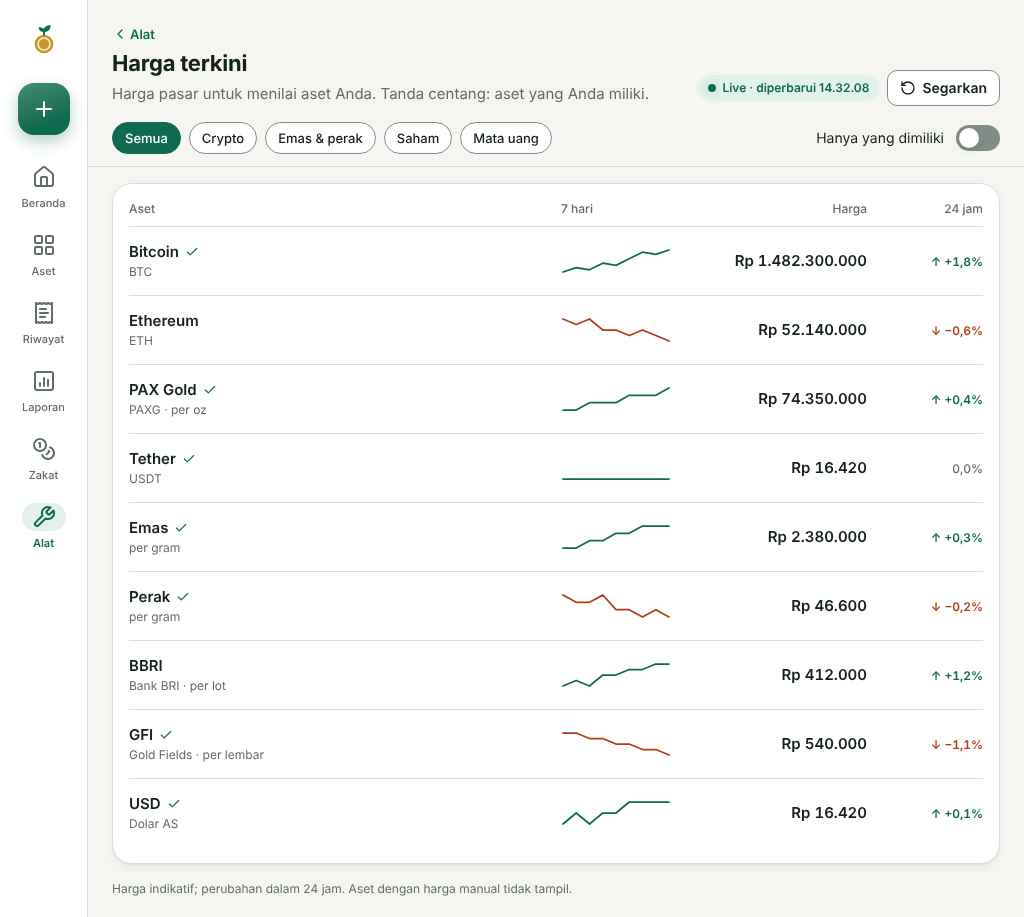 Alat
Harga terkini
Harga pasar untuk menilai aset Anda. Tanda centang: aset yang Anda miliki.
Live · diperbarui 14.32.08
Segarkan
Semua
Crypto
Emas & perak
Saham
Mata uang
Hanya yang dimiliki
Beranda
Aset
Riwayat
Laporan
Zakat
Alat
Aset 7 hari Harga 24 jam
Bitcoin
BTC
Rp 1.482.300.000
↑ +1,8%
Ethereum
ETH
Rp 52.140.000
↓ −0,6%
PAX Gold
PAXG · per oz
Rp 74.350.000
↑ +0,4%
Tether
USDT
Rp 16.420
0,0%
Emas
per gram
Rp 2.380.000
↑ +0,3%
Perak
per gram
Rp 46.600
↓ −0,2%
BBRI
Bank BRI · per lot
Rp 412.000
↑ +1,2%
GFI
Gold Fields · per lembar
Rp 540.000
↓ −1,1%
USD
Dolar AS
Rp 16.420
↑ +0,1%
Harga indikatif; perubahan dalam 24 jam. Aset dengan harga manual tidak tampil.